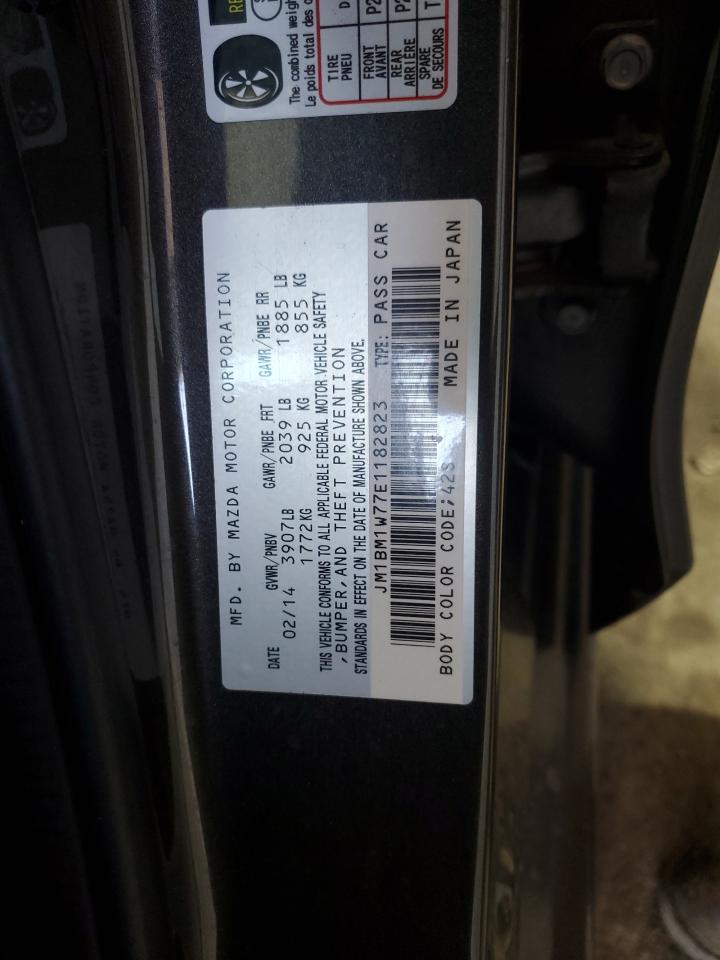 The combined weigh
Le poids total des o
TIRE
PNEU
FRONT
AVANT
REAR
ARRIÈRE
SPARE
DE SECOURS
MFD. BY MAZDA MOTOR CORPORATION
DATE GVWR/PNBV GAWR/PNBE FRT GAWR/PNBE RR
02/14 3907LB 2039 LB 1885 LB
1772KG 925 KG 855 KG
THIS VEHICLE CONFORMS TO ALL APPLICABLE FEDERAL MOTOR VEHICLE SAFETY
,BUMPER,AND THEFT PREVENTION
STANDARDS IN EFFECT ON THE DATE OF MANUFACTURE SHOWN ABOVE.
JM1BM1W77E1182823 TYPE: PASS CAR
BODY COLOR CODE:42S MADE IN JAPAN